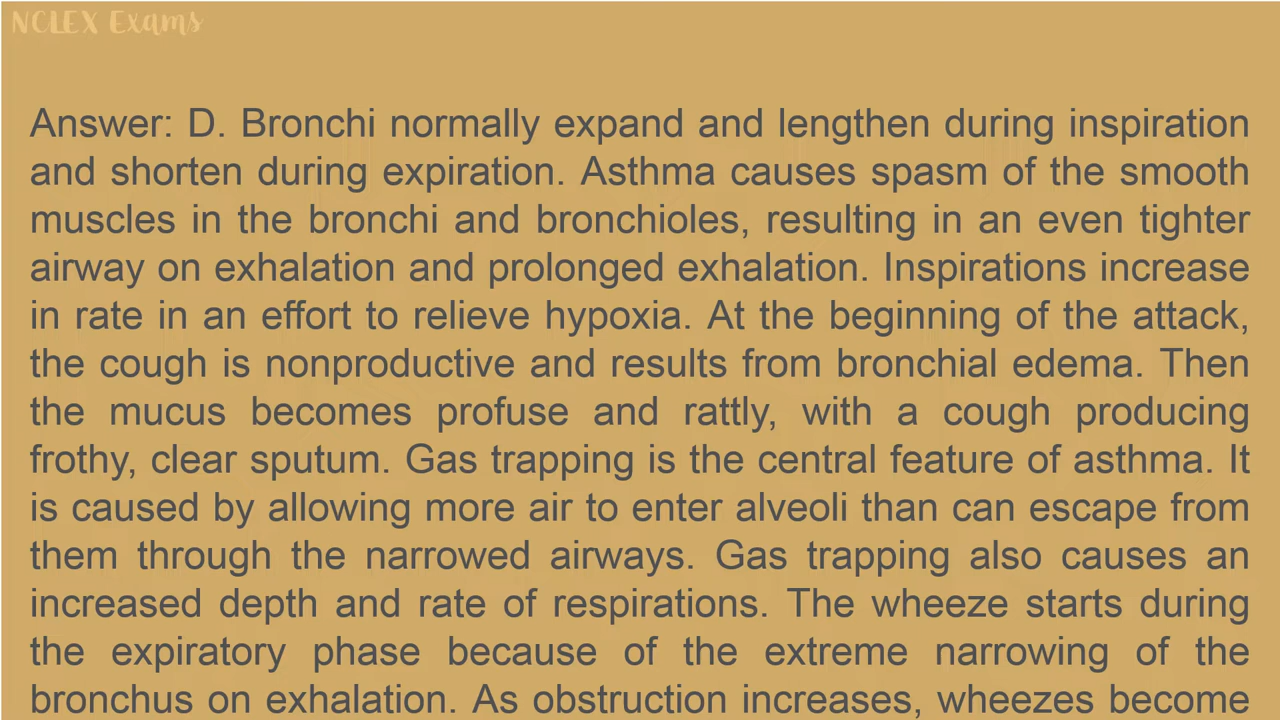 NCLEX Exams
Answer: D. Bronchi normally expand and lengthen during inspiration
and shorten during expiration. Asthma causes spasm of the smooth
muscles in the bronchi and bronchioles, resulting in an even tighter
airway on exhalation and prolonged exhalation. Inspirations increase
in rate in an effort to relieve hypoxia. At the beginning of the attack,
the cough is nonproductive and results from bronchial edema. Then
the mucus becomes profuse and rattly, with a cough producing
frothy, clear sputum. Gas trapping is the central feature of asthma. It
is caused by allowing more air to enter alveoli than can escape from
them through the narrowed airways. Gas trapping also causes an
increased depth and rate of respirations. The wheeze starts during
the expiratory phase because of the extreme narrowing of the
bronchus on exhalation. As obstruction increases, wheezes become